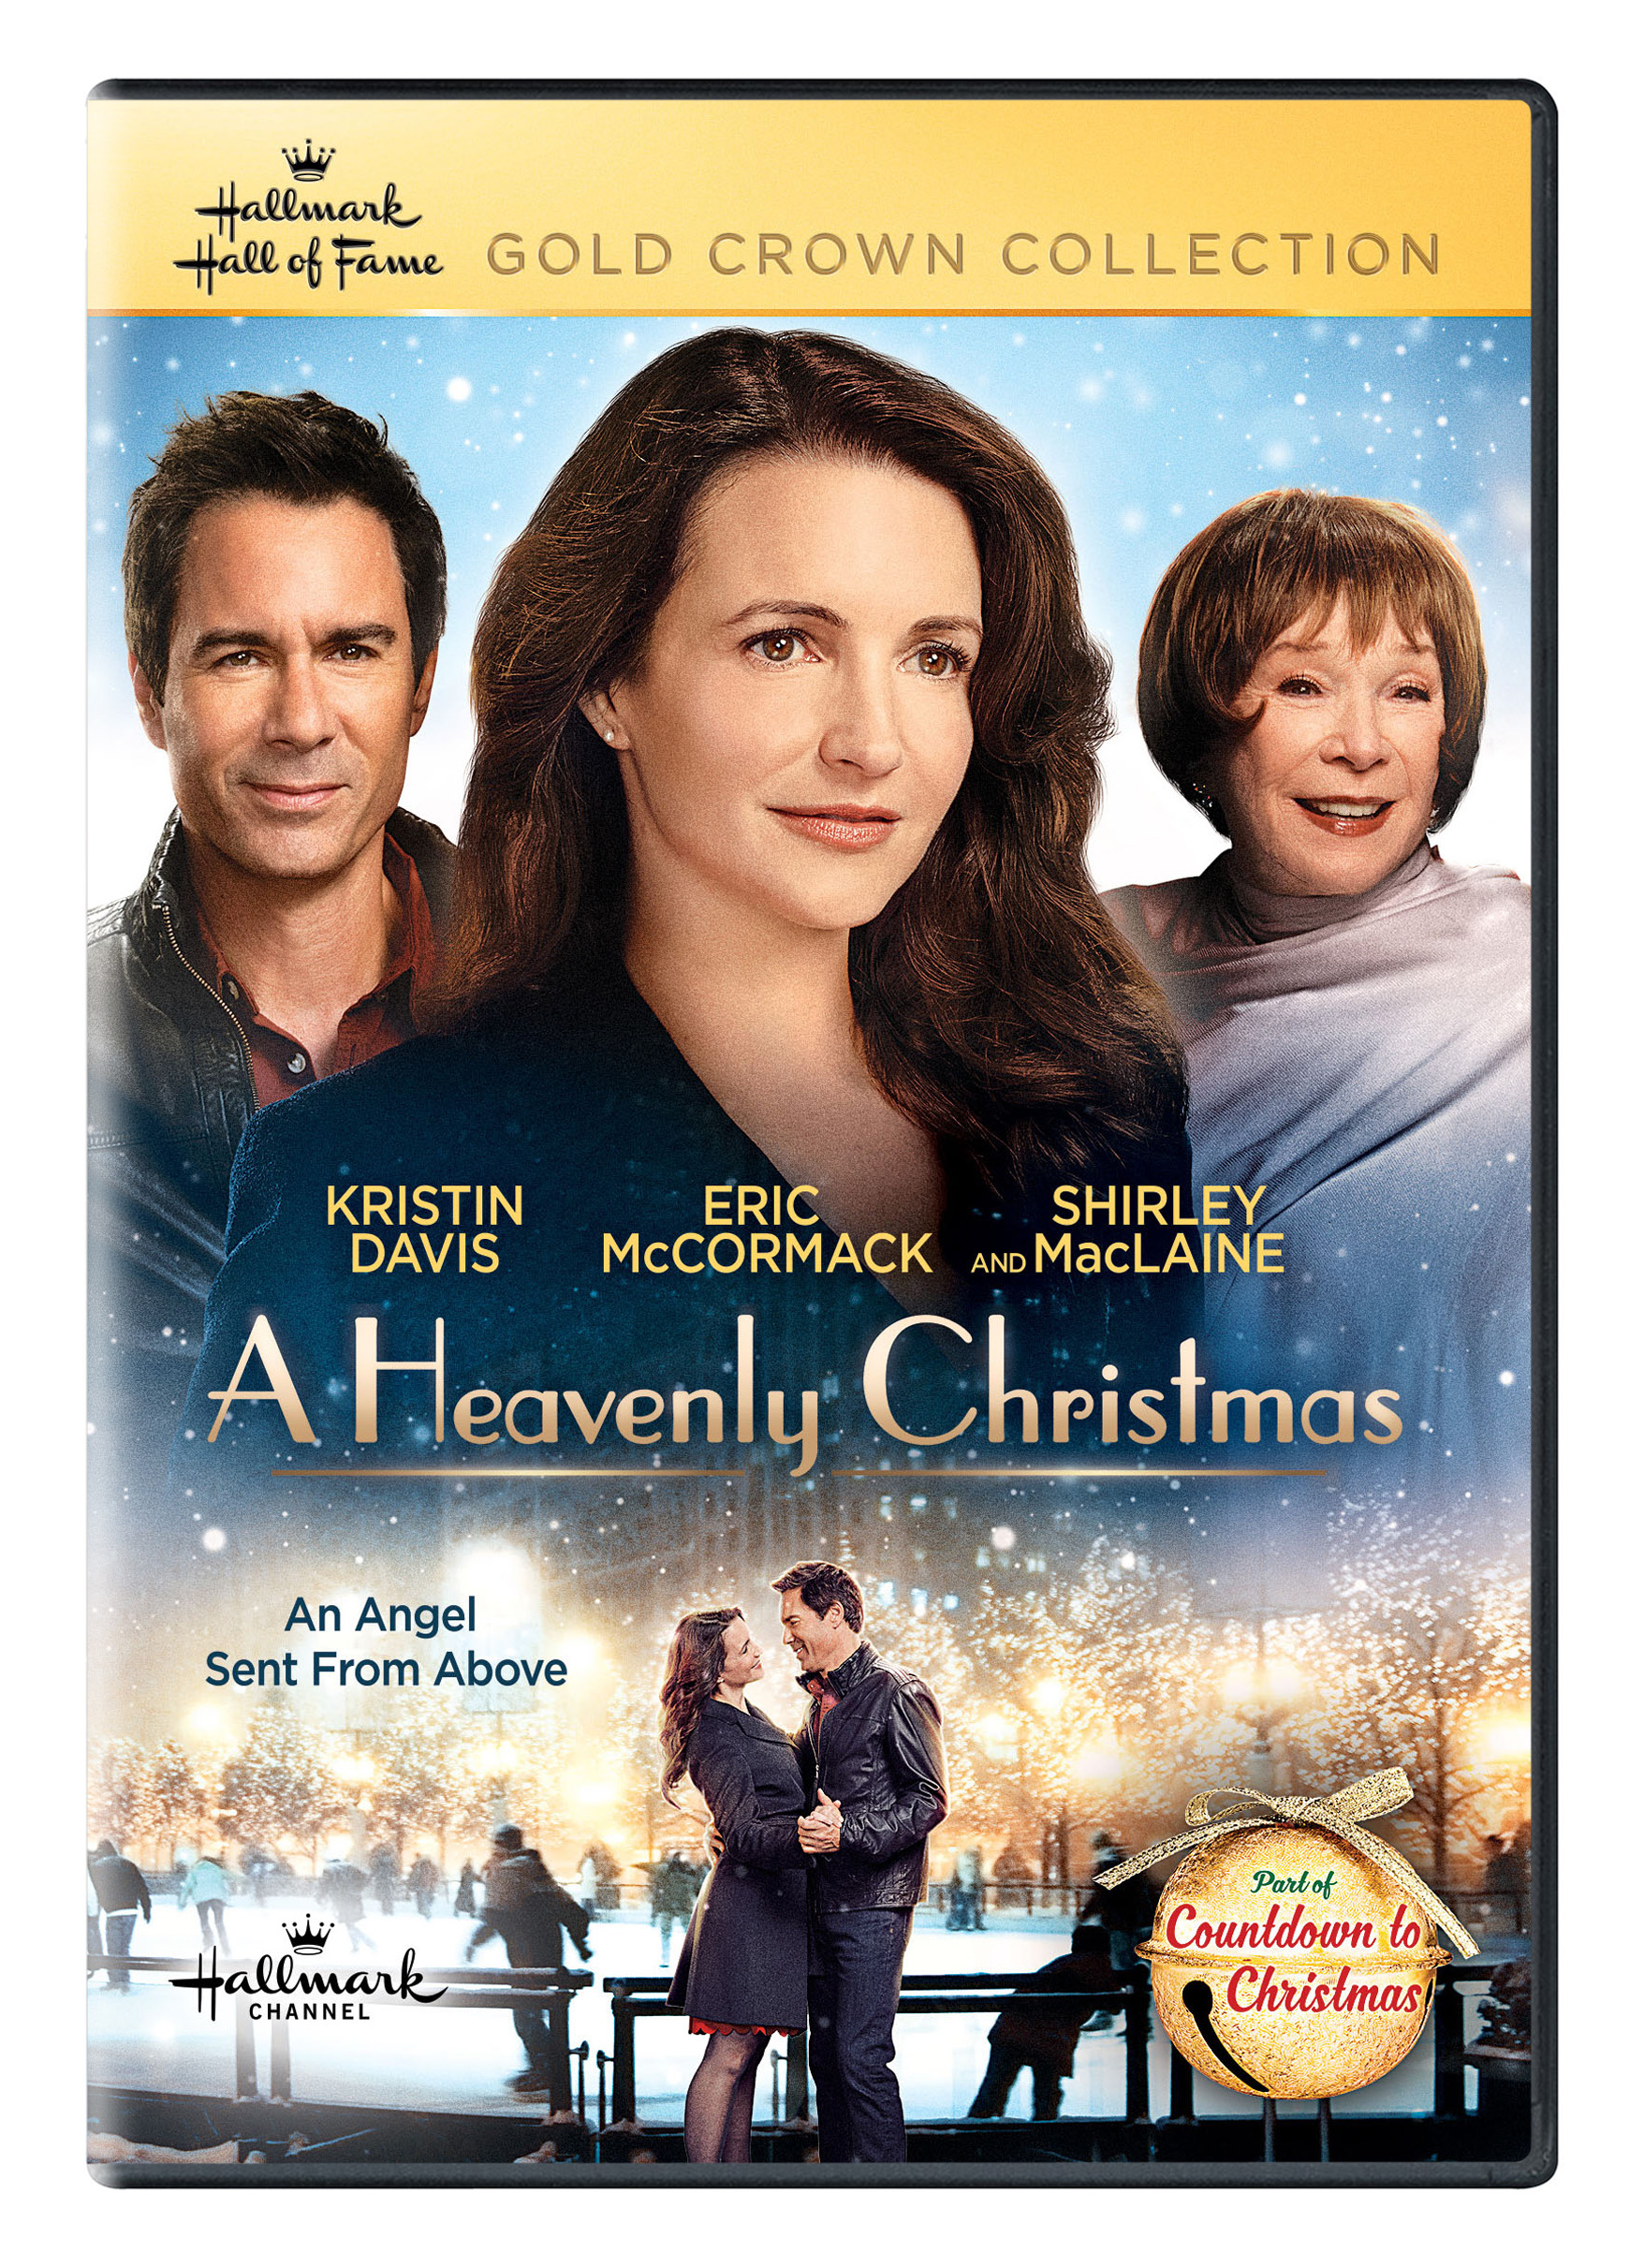 Hallmark
Hall of Fame
GOLD CROWN COLLECTION
KRISTIN
DAVIS
ERIC
McCORMACK
SHIRLEY
AND MacLAINE
A Heavenly Christmas
An Angel
Sent From Above
Hallmark
CHANNEL
Part of
Countdown to
Christmas